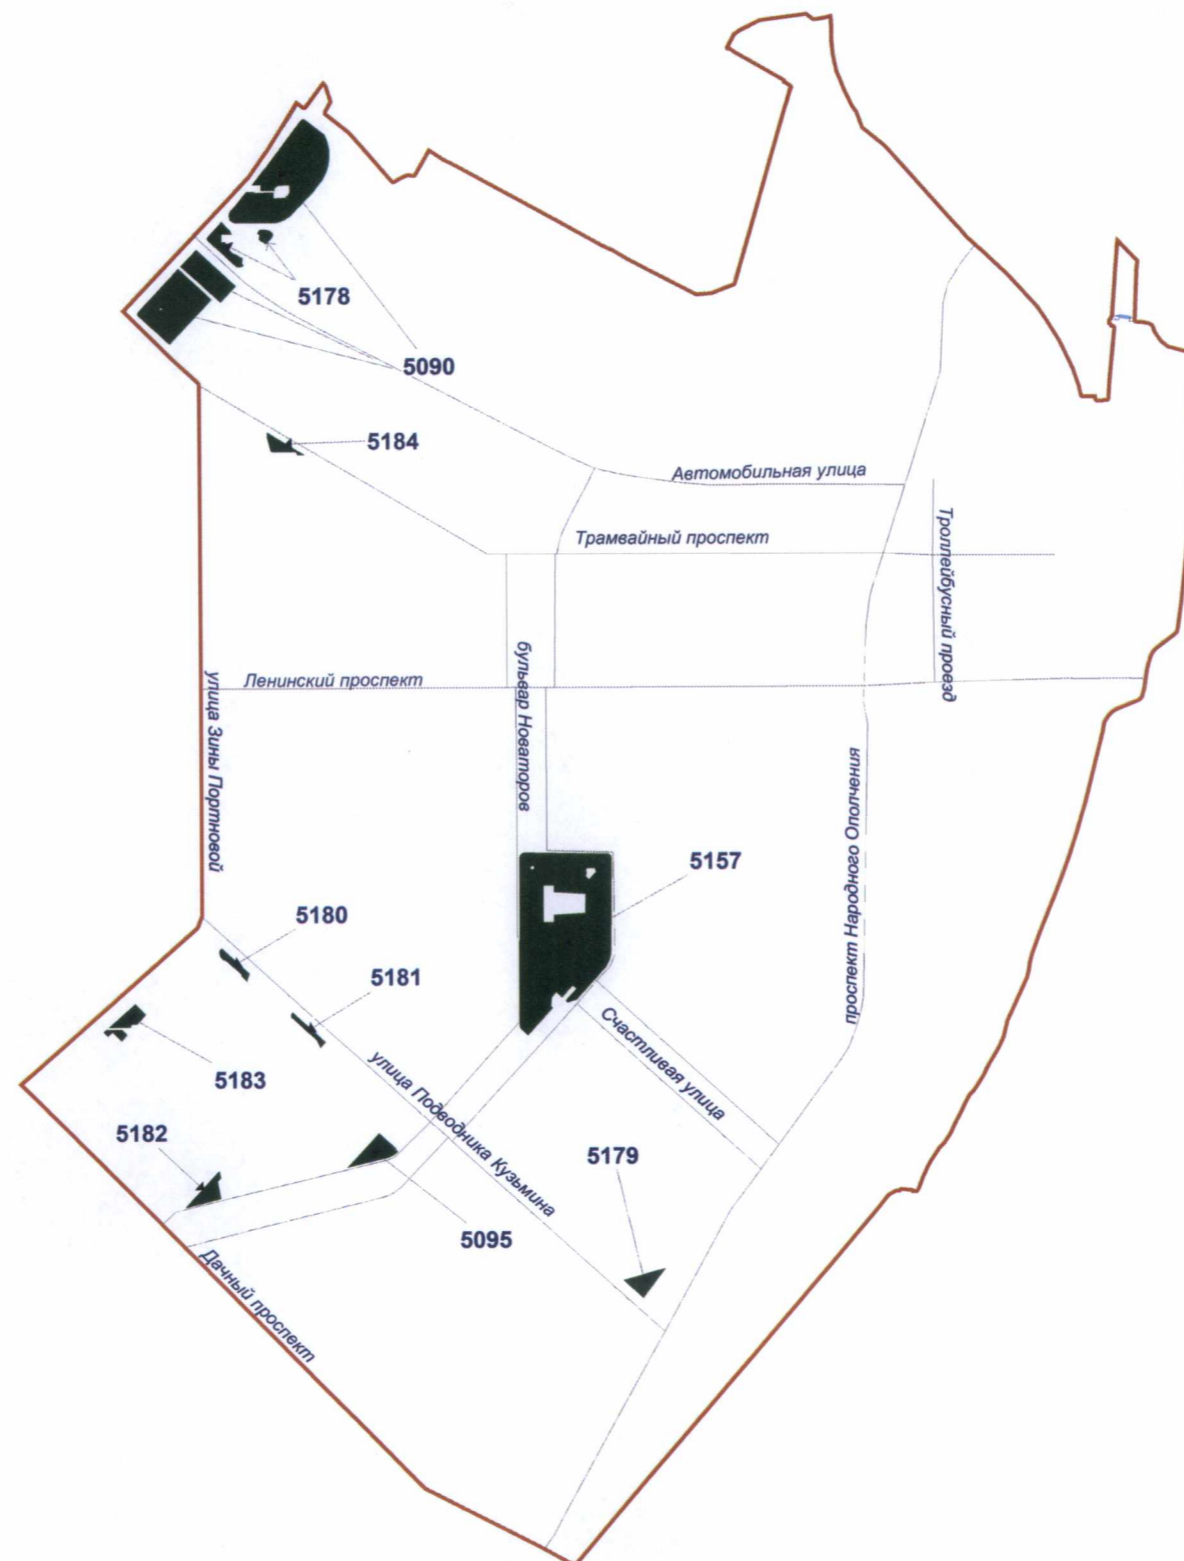 5178
5090
5184
Автомобильная улица
Трамвайный проспект
Троллейбусный проезд
Ленинский проспект
улица Зины Портновой
бульвар Новаторов
проспект Народного Ополчения
5157
5180
5181
5183
Счастливая улица
улица Подводника Кузьмина
5182
5179
5095
Дачный проспект